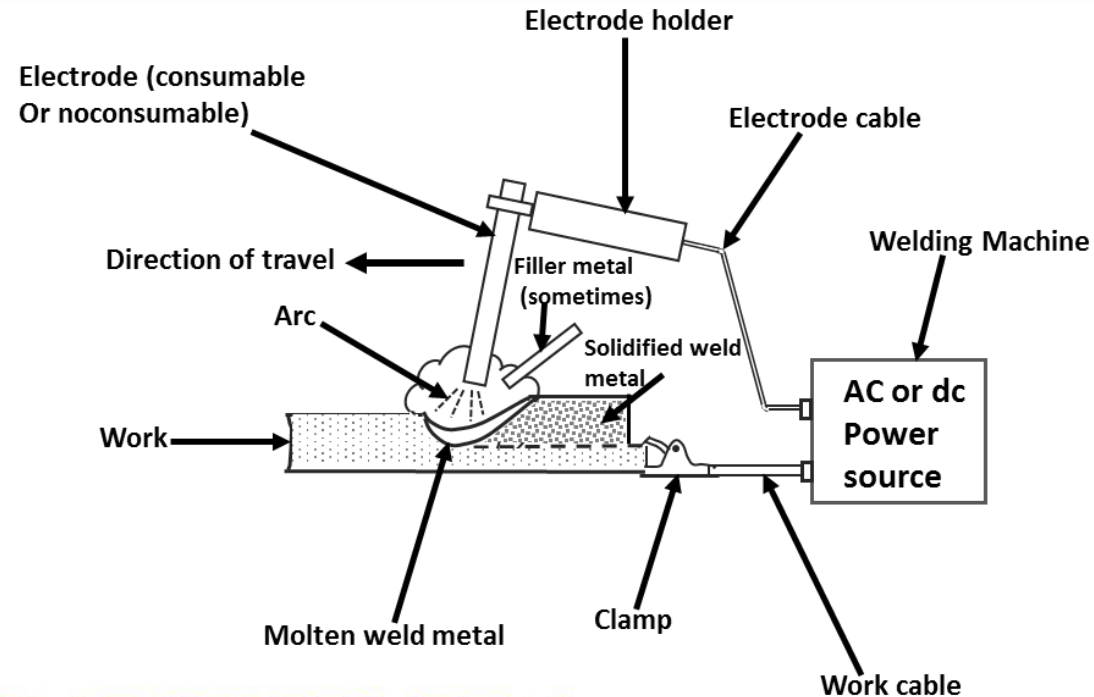 Electrode holder
Electrode (consumable
Or noconsumable)
Electrode cable
Welding Machine
Direction of travel
Filler metal
(sometimes)
Arc
Solidified weld
metal
AC or dc
Power
source
Work
Clamp
Molten weld metal
Work cable